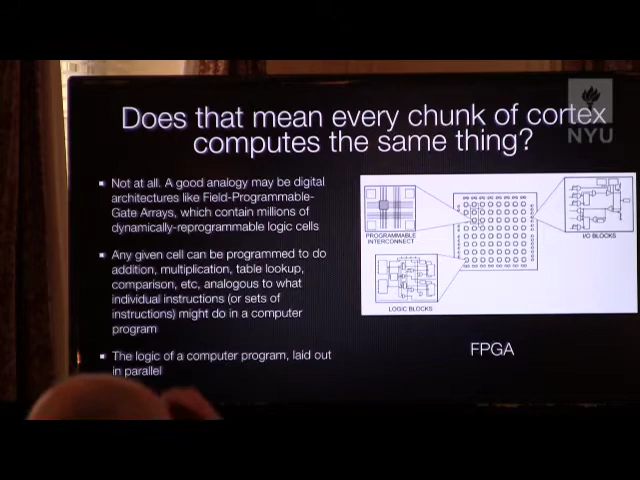 Does that mean every chunk of cortex
computes the same thing?
NYU
Not at all. A good analogy may be digital
architectures like Field-Programmable-
Gate Arrays, which contain millions of
dynamically-reprogrammable logic cells
Any given cell can be programmed to do
addition, multiplication, table lookup,
comparison, etc, analogous to what
individual instructions (or sets of
instructions) might do in a computer
program
The logic of a computer program, laid out
in parallel
PROGRAMMABLE
INTERCONNECT
I/O BLOCKS
LOGIC BLOCKS
FPGA